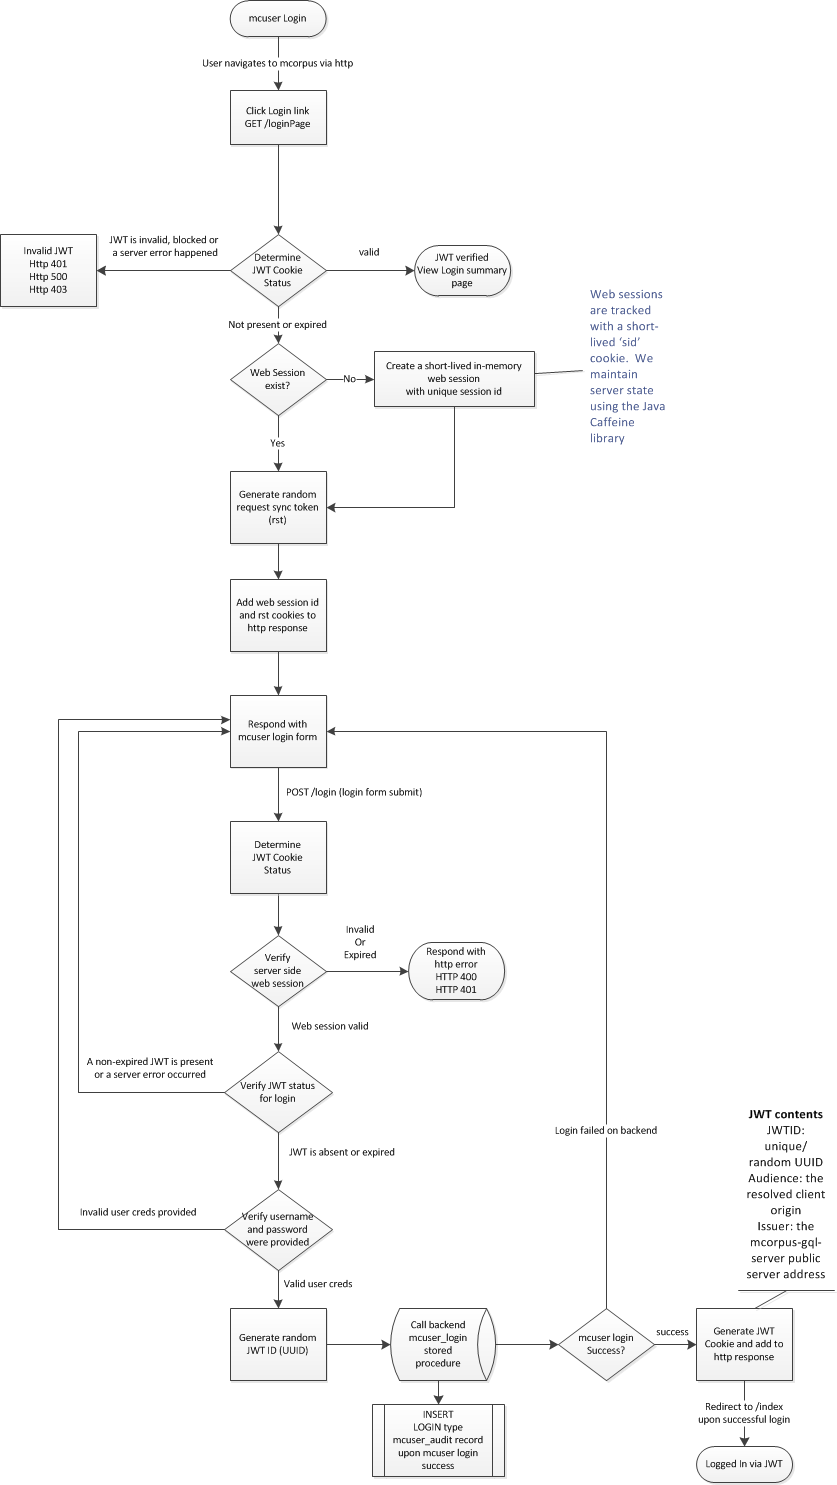 mcuser Login
User navigates to mcorpus via http
Click Login link
GET /loginPage
JWT is invalid, blocked or
a server error happened
Invalid JWT
Http 401
Http 500
Http 403
Determine
JWT Cookie
Status
valid
JWT verified
View Login summary
page
Not present or expired
Web Session
exist?
No
Create a short-lived in-memory
web session
with unique session id
Web sessions
are tracked
with a short-
lived ‘sid’
cookie.  We
maintain
server state
using the Java
Caffeine
library
Yes
Generate random
request sync token
(rst)
Add web session id
and rst cookies to
http response
Respond with
mcuser login form
POST /login (login form submit)
Determine
JWT Cookie
Status
Verify
server side
web session
Invalid
Or
Expired
Respond with
http error
HTTP 400
HTTP 401
Web session valid
A non-expired JWT is present
or a server error occurred
Verify JWT status
for login
JWT is absent or expired
Login failed on backend
JWT contents
JWTID:
unique/
random UUID
Audience: the
resolved client
origin
Issuer: the
mcorpus-gql-
server public
server address
Invalid user creds provided
Verify username
and password
were provided
Valid user creds
Generate random
JWT ID (UUID)
Call backend
mcuser_login
stored
procedure
mcuser login
Success?
success
Generate JWT
Cookie and add to
http response
INSERT
LOGIN type
mcuser_audit record
upon mcuser login
success
Redirect to /index
upon successful login
Logged In via JWT